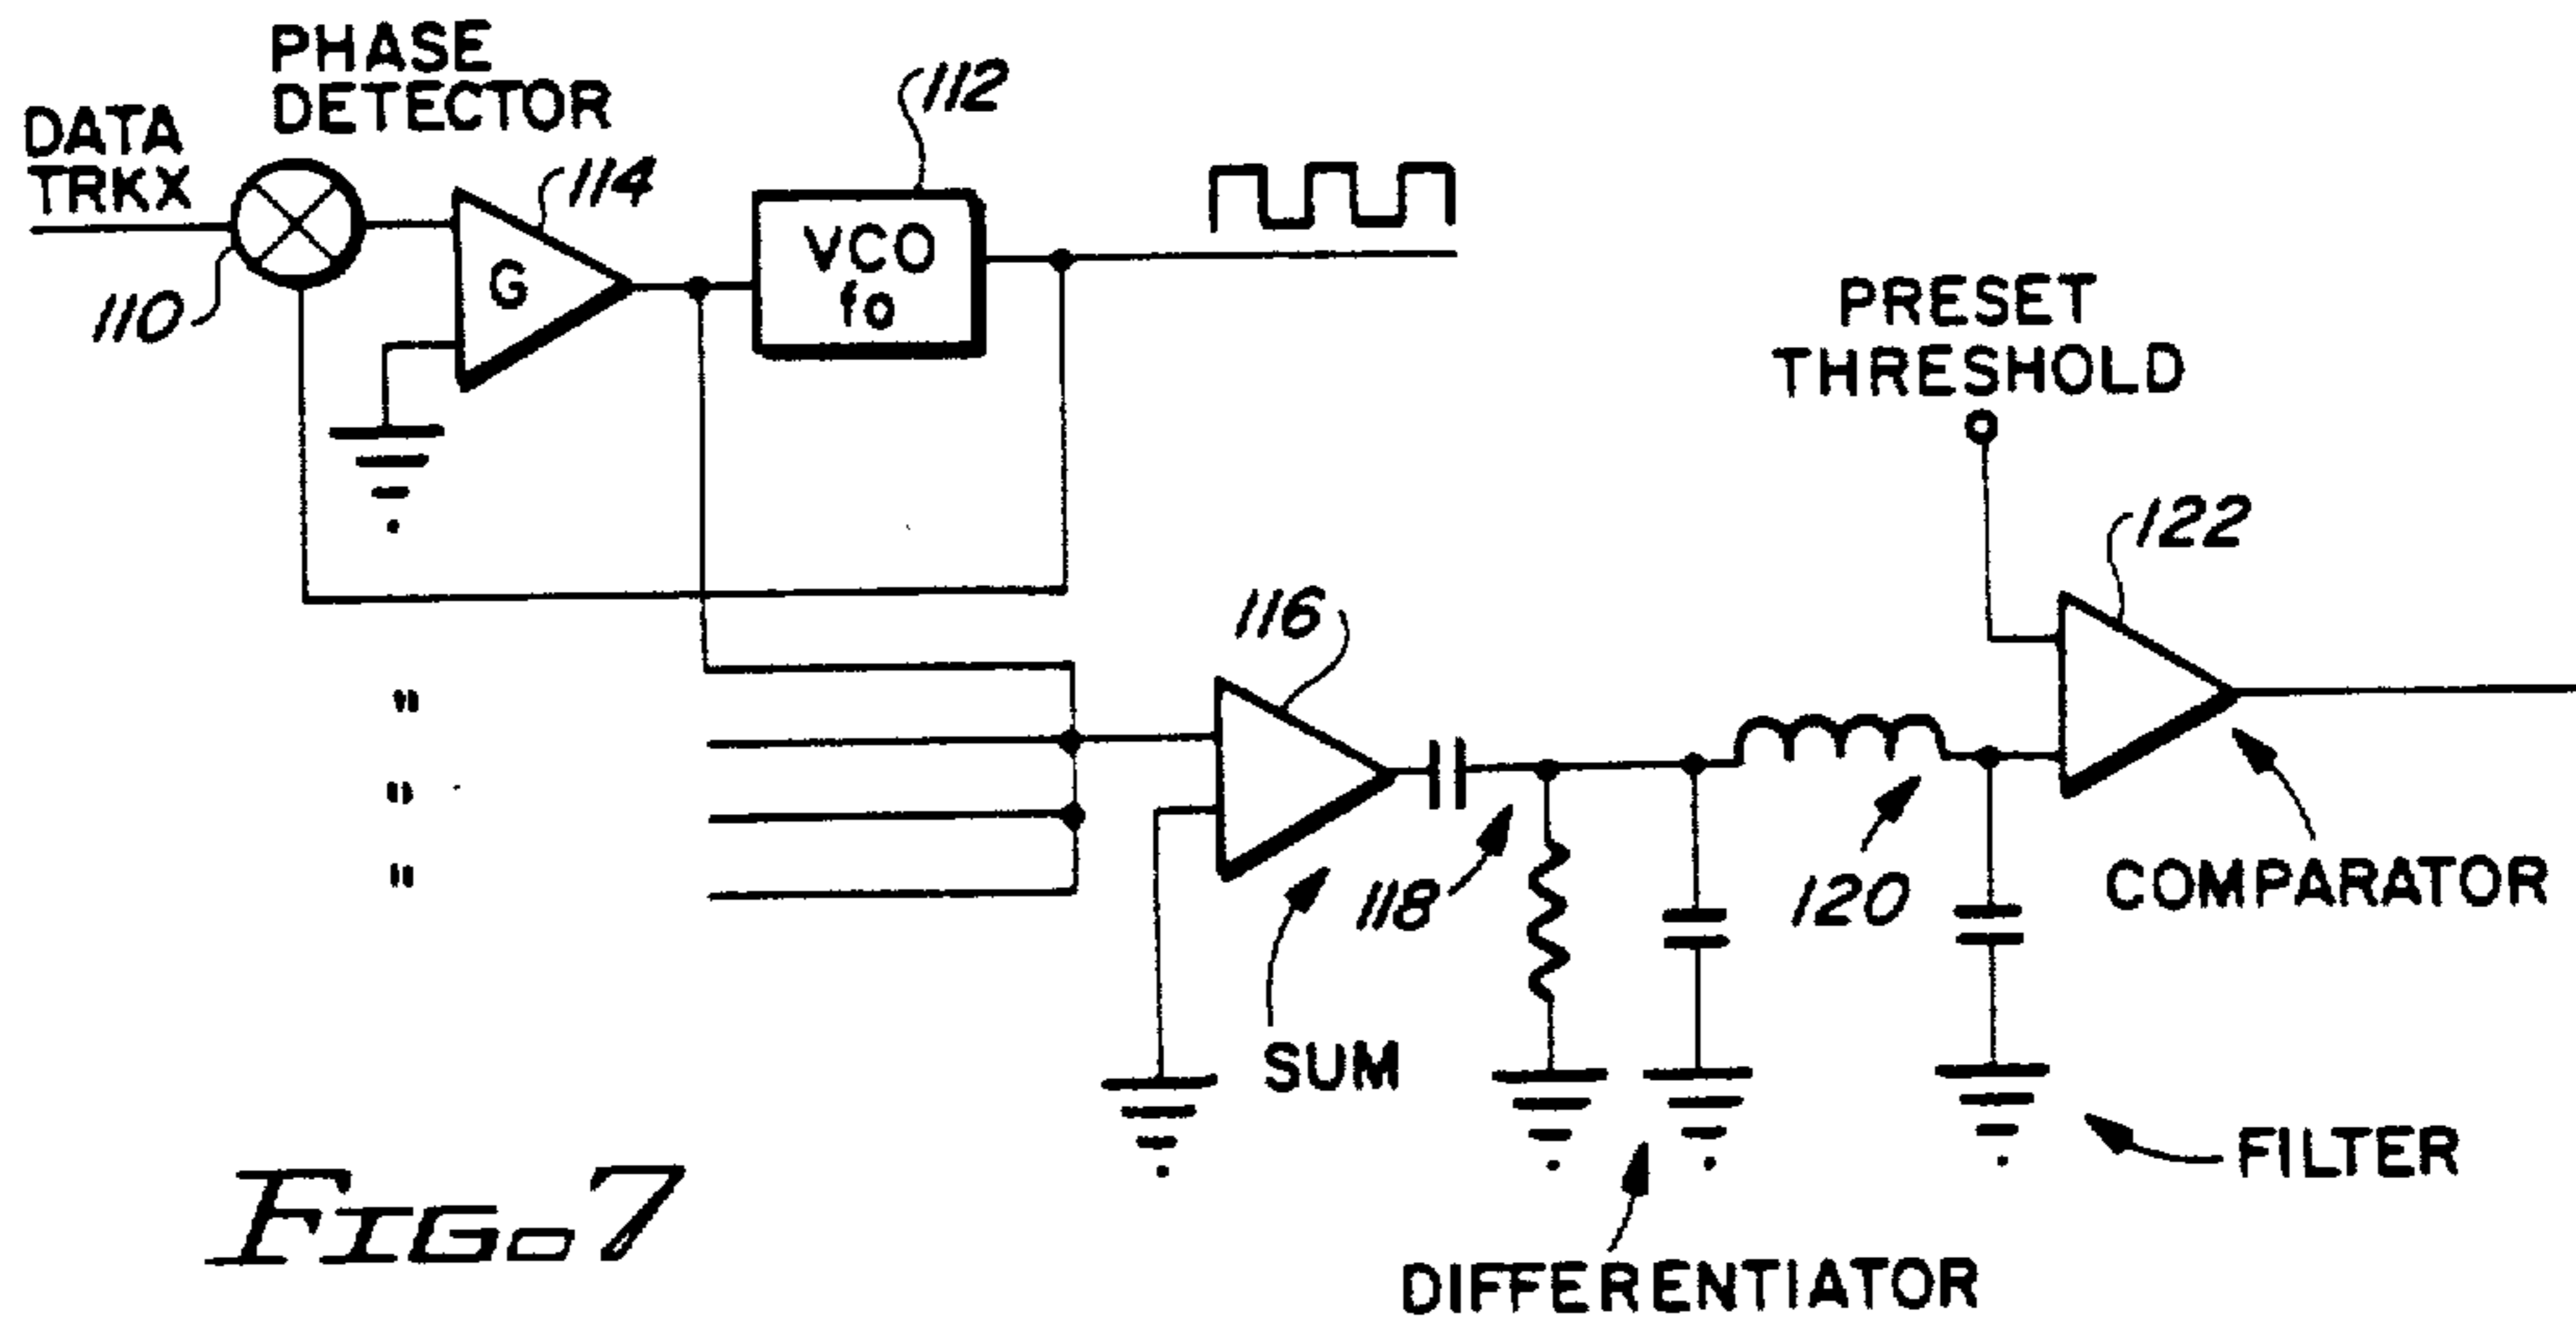 PHASE
DETECTOR
DATA
TRKX
110
114
G
112
VCO
fo
PRESET
THRESHOLD
122
116
"
"
"
118
120
COMPARATOR
SUM
FILTER
DIFFERENTIATOR
FIG. 7